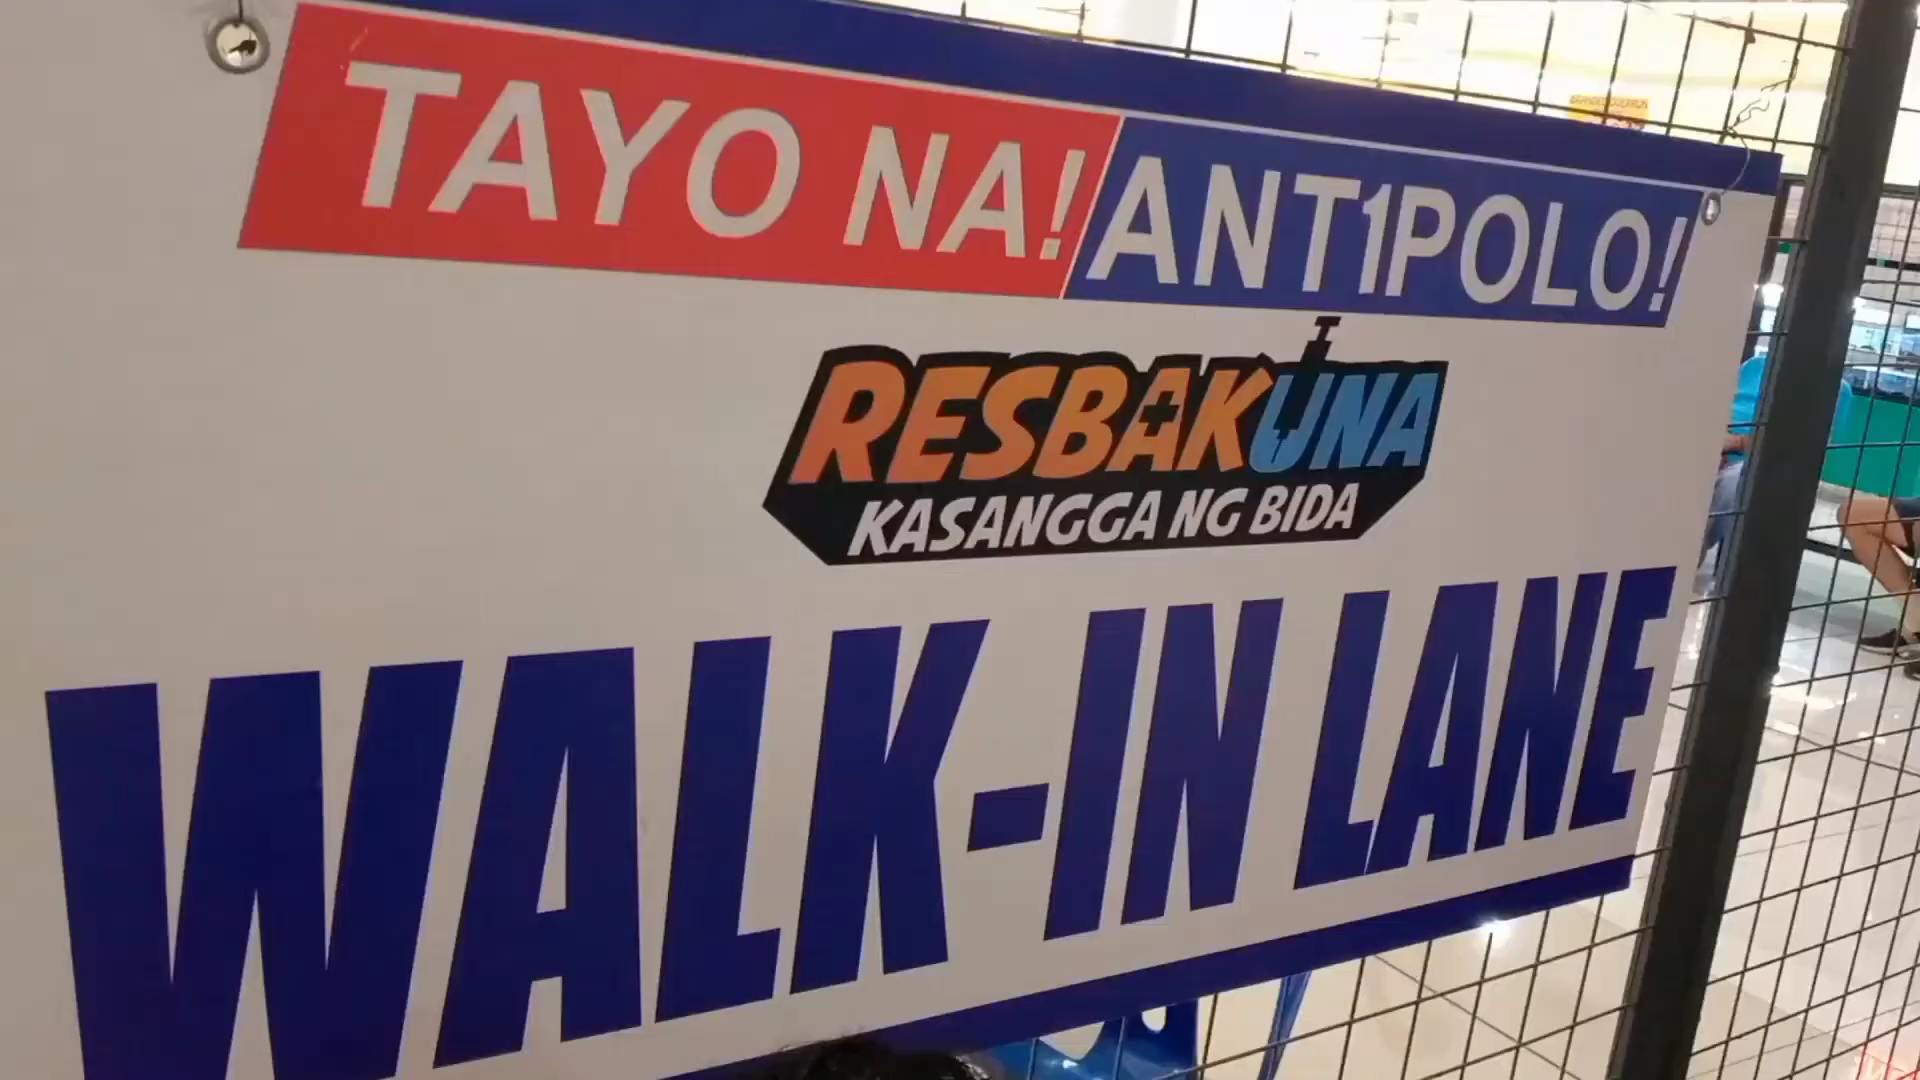 TAYO NA! ANT1POLO!
RESBAKUNA
KASANGGA NG BIDA
WALK-IN LANE